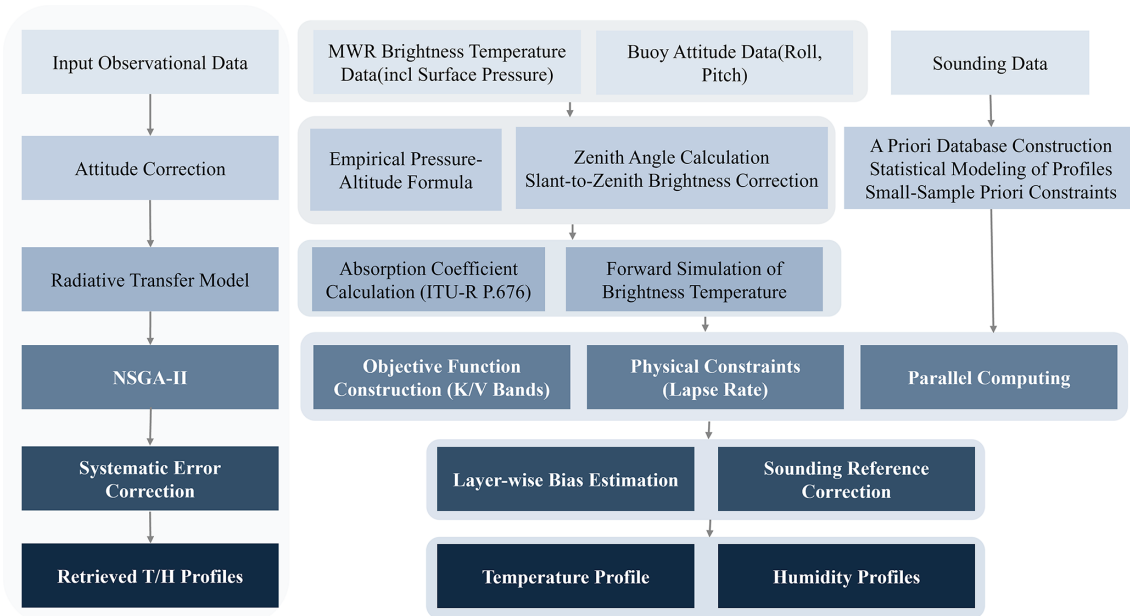 Input Observational Data
MWR Brightness Temperature
Data(incl Surface Pressure)
Buoy Attitude Data(Roll,
Pitch)
Sounding Data
Attitude Correction
Empirical Pressure-
Altitude Formula
Zenith Angle Calculation
Slant-to-Zenith Brightness Correction
A Priori Database Construction
Statistical Modeling of Profiles
Small-Sample Priori Constraints
Radiative Transfer Model
Absorption Coefficient
Calculation (ITU-R P.676)
Forward Simulation of
Brightness Temperature
NSGA-II
Objective Function
Construction (K/V Bands)
Physical Constraints
(Lapse Rate)
Parallel Computing
Systematic Error
Correction
Layer-wise Bias Estimation
Sounding Reference
Correction
Retrieved T/H Profiles
Temperature Profile
Humidity Profiles